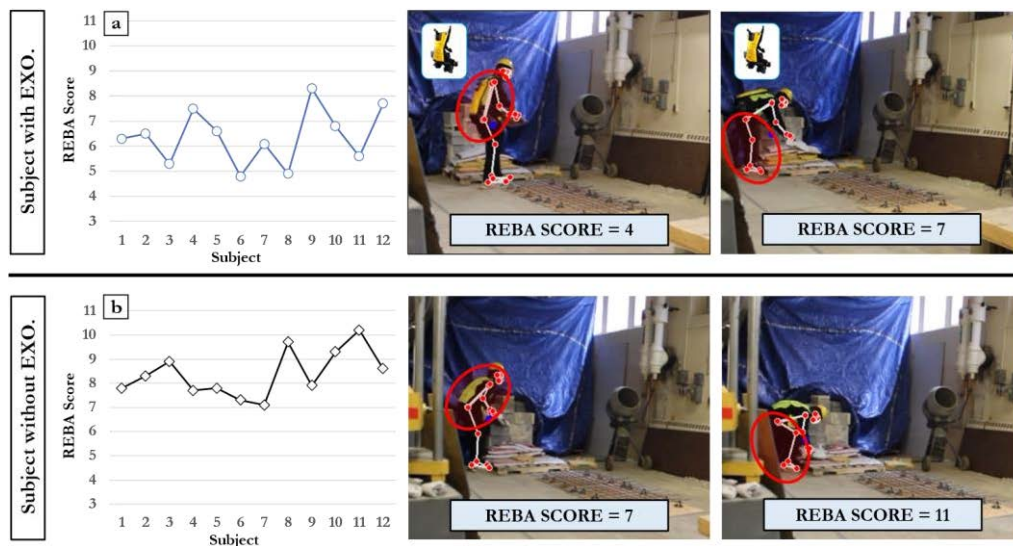 Subject with EXO.
a
REBA Score
11
10
9
8
7
6
5
4
3
1 2 3 4 5 6 7 8 9 10 11 12
Subject
REBA SCORE = 4
REBA SCORE = 7
Subject without EXO.
b
REBA Score
11
10
9
8
7
6
5
4
3
1 2 3 4 5 6 7 8 9 10 11 12
Subject
REBA SCORE = 7
REBA SCORE = 11